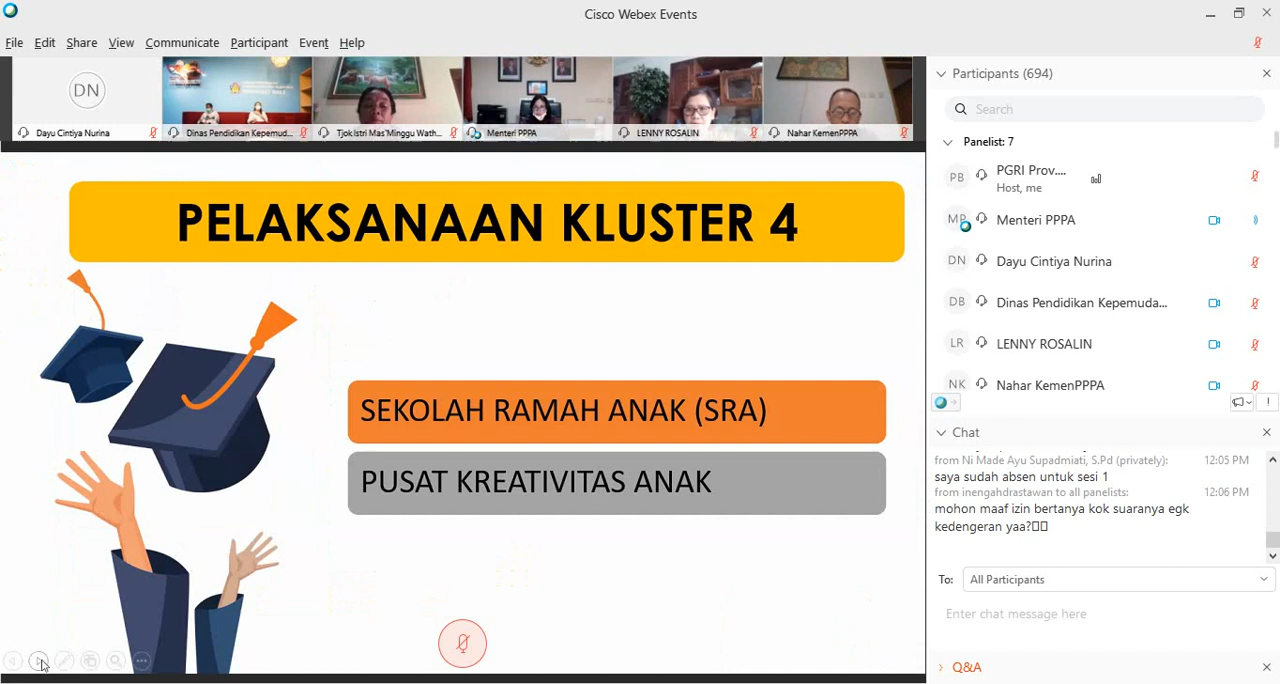 Cisco Webex Events
File Edit Share View Communicate Participant Event Help
DN
Dayu Cintiya Nurina
Dinas Pendidikan Kepemud...
Tjok Istri Mas'Minggu Wath...
Menteri PPPA
LENNY ROSALIN
Nahar KemenPPPA
PELAKSANAAN KLUSTER 4
SEKOLAH RAMAH ANAK (SRA)
PUSAT KREATIVITAS ANAK
Participants (694)
Search
Panelist: 7
PB PGRI Prov....
Host, me
MP Menteri PPPA
DN Dayu Cintiya Nurina
DB Dinas Pendidikan Kepemuda...
LR LENNY ROSALIN
NK Nahar KemenPPPA
Chat
from Ni Made Ayu Supadmiati, S.Pd (privately): 12:05 PM
saya sudah absen untuk sesi 1
from inengahdrastawan to all panelists: 12:06 PM
mohon maaf izin bertanya kok suaranya egk
kedengeran yaa?
To: All Participants
Enter chat message here
Q&A